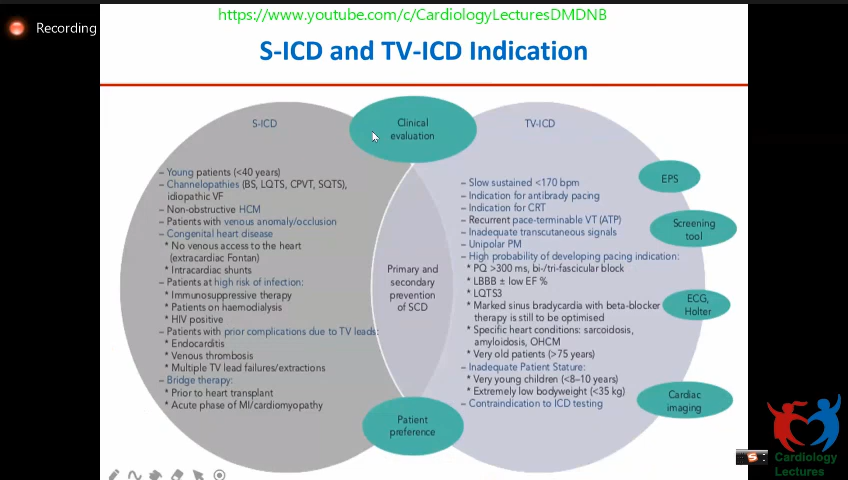 https://www.youtube.com/c/CardiologyLecturesDMDNB
Recording
S-ICD and TV-ICD Indication
Clinical
evaluation
S-ICD
– Young patients (<40 years)
– Channelopathies (BS, LQTS, CPVT, SQTS),
idiopathic VF
– Non-obstructive HCM
– Patients with venous anomaly/occlusion
– Congenital heart disease
* No venous access to the heart
(extracardiac Fontan)
* Intracardiac shunts
– Patients at high risk of infection:
* Immunosuppressive therapy
* Patients on haemodialysis
* HIV positive
– Patients with prior complications due to TV leads:
* Endocarditis
* Venous thrombosis
* Multiple TV lead failures/extractions
– Bridge therapy:
* Prior to heart transplant
* Acute phase of MI/cardiomyopathy
Primary and
secondary
prevention
of SCD
TV-ICD
– Slow sustained <170 bpm
– Indication for antibrady pacing
– Indication for CRT
– Recurrent pace-terminable VT (ATP)
– Inadequate transcutaneous signals
– Unipolar PM
– High probability of developing pacing indication:
* PQ >300 ms, bi-/tri-fascicular block
* LBBB ± low EF %
* LQTS3
* Marked sinus bradycardia with beta-blocker
therapy is still to be optimised
* Specific heart conditions: sarcoidosis,
amyloidosis, OHCM
* Very old patients (>75 years)
– Inadequate Patient Stature:
* Very young children (<8–10 years)
* Extremely low bodyweight (<35 kg)
– Contraindication to ICD testing
EPS
Screening
tool
ECG,
Holter
Cardiac
imaging
Patient
preference
S
Cardiology
Lectures